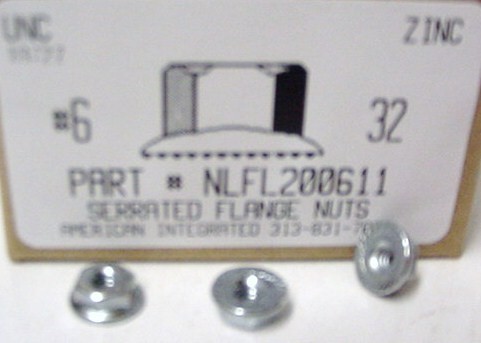 UNC ZINC
#6 32
PART # NLFL200611
SERRATED FLANGE NUTS
AMERICAN INTEGRATED